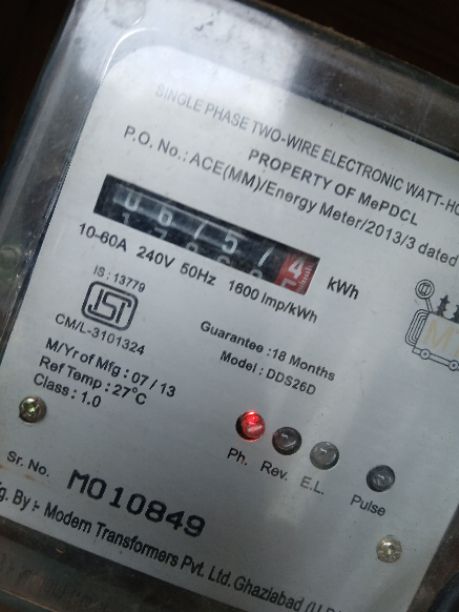 SINGLE PHASE TWO-WIRE ELECTRONIC WATT-HO
PROPERTY OF MePDCL
P.O. No.: ACE(MM)/Energy Meter/2013/3 dated
kWh
10-60A 240V 50Hz 1600 Imp/kWh
IS : 13779
ISI
CM/L-3101324
Guarantee :18 Months
Model : DDS26D
M/Yr of Mfg : 07 / 13
Ref Temp : 27°C
Class : 1.0
Ph. Rev. E.L. Pulse
Sr. No. M010849
g. By :- Modern Transformers Pvt. Ltd. Ghaziabad